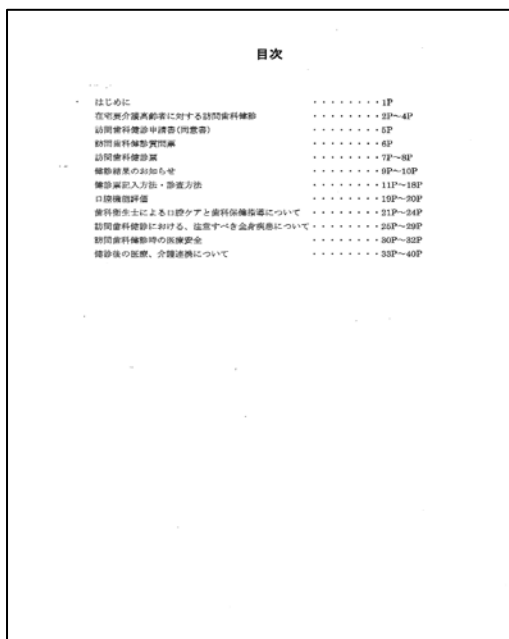 目次
はじめに ・・・・・・・・1P
在宅要介護高齢者に対する訪問歯科健診 ・・・・・・・・2P～4P
訪問歯科健診申請書(同意書) ・・・・・・・・5P
訪問歯科健診質問票 ・・・・・・・・6P
訪問歯科健診票 ・・・・・・・・7P～8P
健診結果のお知らせ ・・・・・・・・9P～10P
健診票記入方法・診査方法 ・・・・・・・・11P～18P
口腔機能評価 ・・・・・・・・19P～20P
歯科衛生士による口腔ケアと歯科保健指導について ・・・・・・・・21P～24P
訪問歯科健診における、注意すべき全身疾患について・・・・・・・・25P～29P
訪問歯科健診時の医療安全 ・・・・・・・・30P～32P
健診後の医療、介護連携について ・・・・・・・・33P～40P